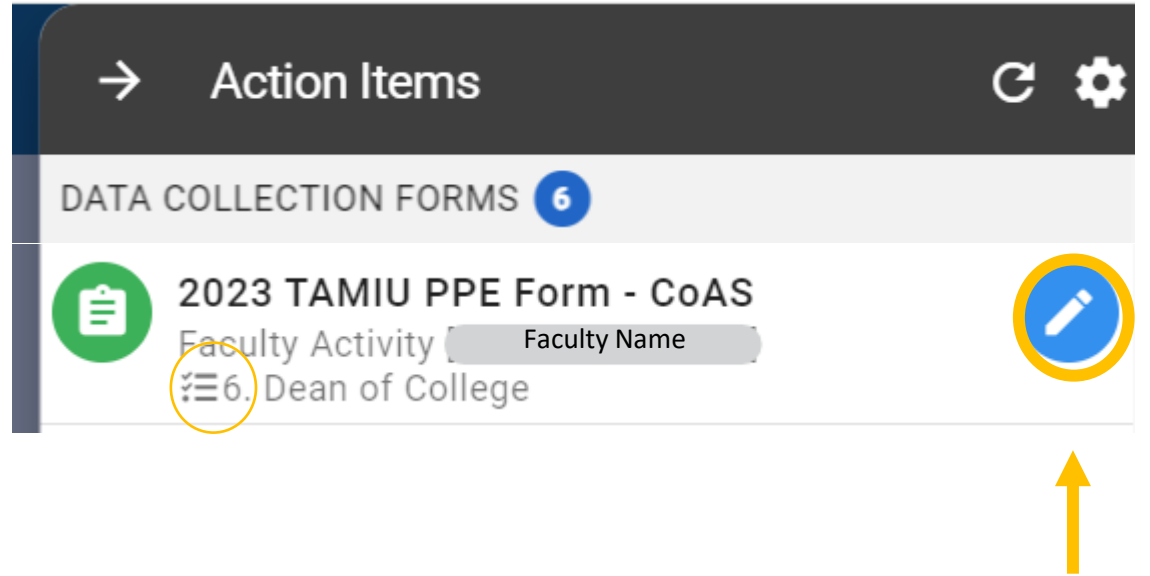 Action Items
DATA COLLECTION FORMS 6
2023 TAMIU PPE Form - CoAS
Faculty Activity [ Faculty Name ]
6. Dean of College